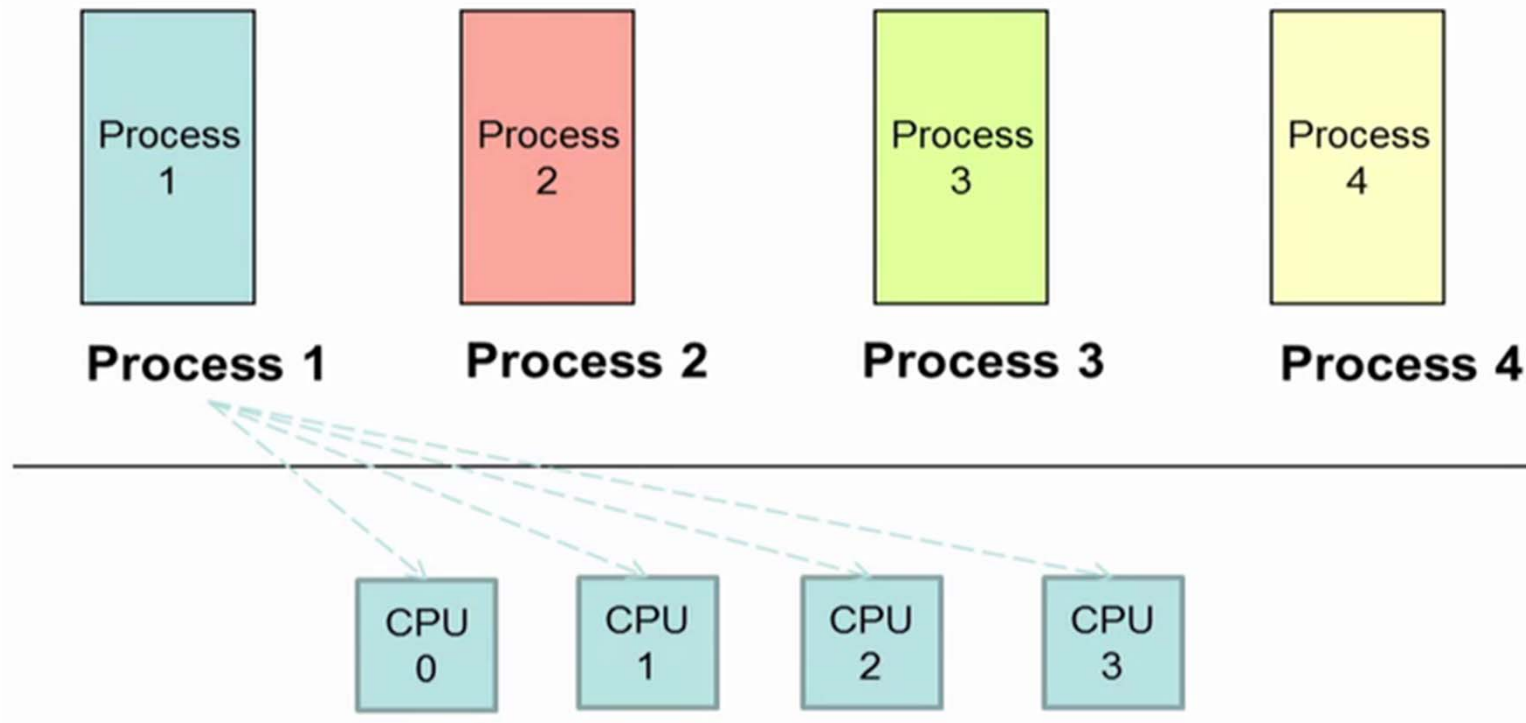 Process
1
Process
2
Process
3
Process
4
Process 1
Process 2
Process 3
Process 4
CPU
0
CPU
1
CPU
2
CPU
3